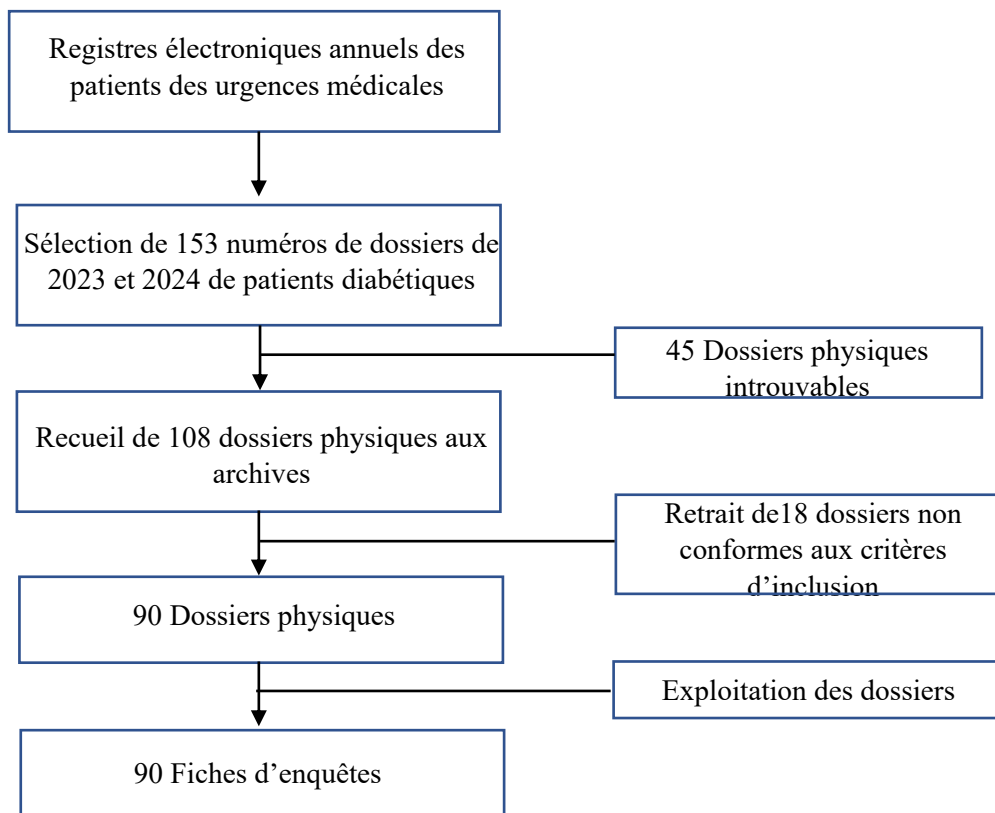 Registres électroniques annuels des
patients des urgences médicales
Sélection de 153 numéros de dossiers de
2023 et 2024 de patients diabétiques
45 Dossiers physiques
introuvables
Recueil de 108 dossiers physiques aux
archives
Retrait de18 dossiers non
conformes aux critères
d’inclusion
90 Dossiers physiques
Exploitation des dossiers
90 Fiches d’enquêtes